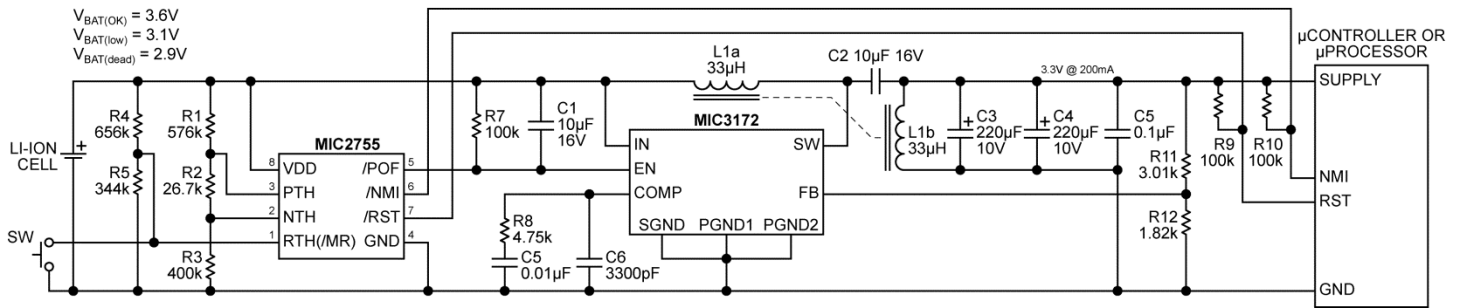 V_BAT(OK) = 3.6V
V_BAT(low) = 3.1V
V_BAT(dead) = 2.9V
LI-ION
CELL
SW
R4
656k
R5
344k
R1
576k
R2
26.7k
R3
400k
MIC2755
8
VDD
3
PTH
2
NTH
1
RTH(/MR)
/POF
5
/NMI
6
/RST
7
GND
4
R7
100k
C1
10µF
16V
R8
4.75k
C5
0.01µF
C6
3300pF
L1a
33µH
MIC3172
IN
EN
COMP
SW
FB
SGND
PGND1
PGND2
C2 10µF 16V
L1b
33µH
C3
220µF
10V
C4
220µF
10V
C5
0.1µF
3.3V @ 200mA
R11
3.01k
R12
1.82k
R9
100k
R10
100k
µCONTROLLER OR
µPROCESSOR
SUPPLY
NMI
RST
GND